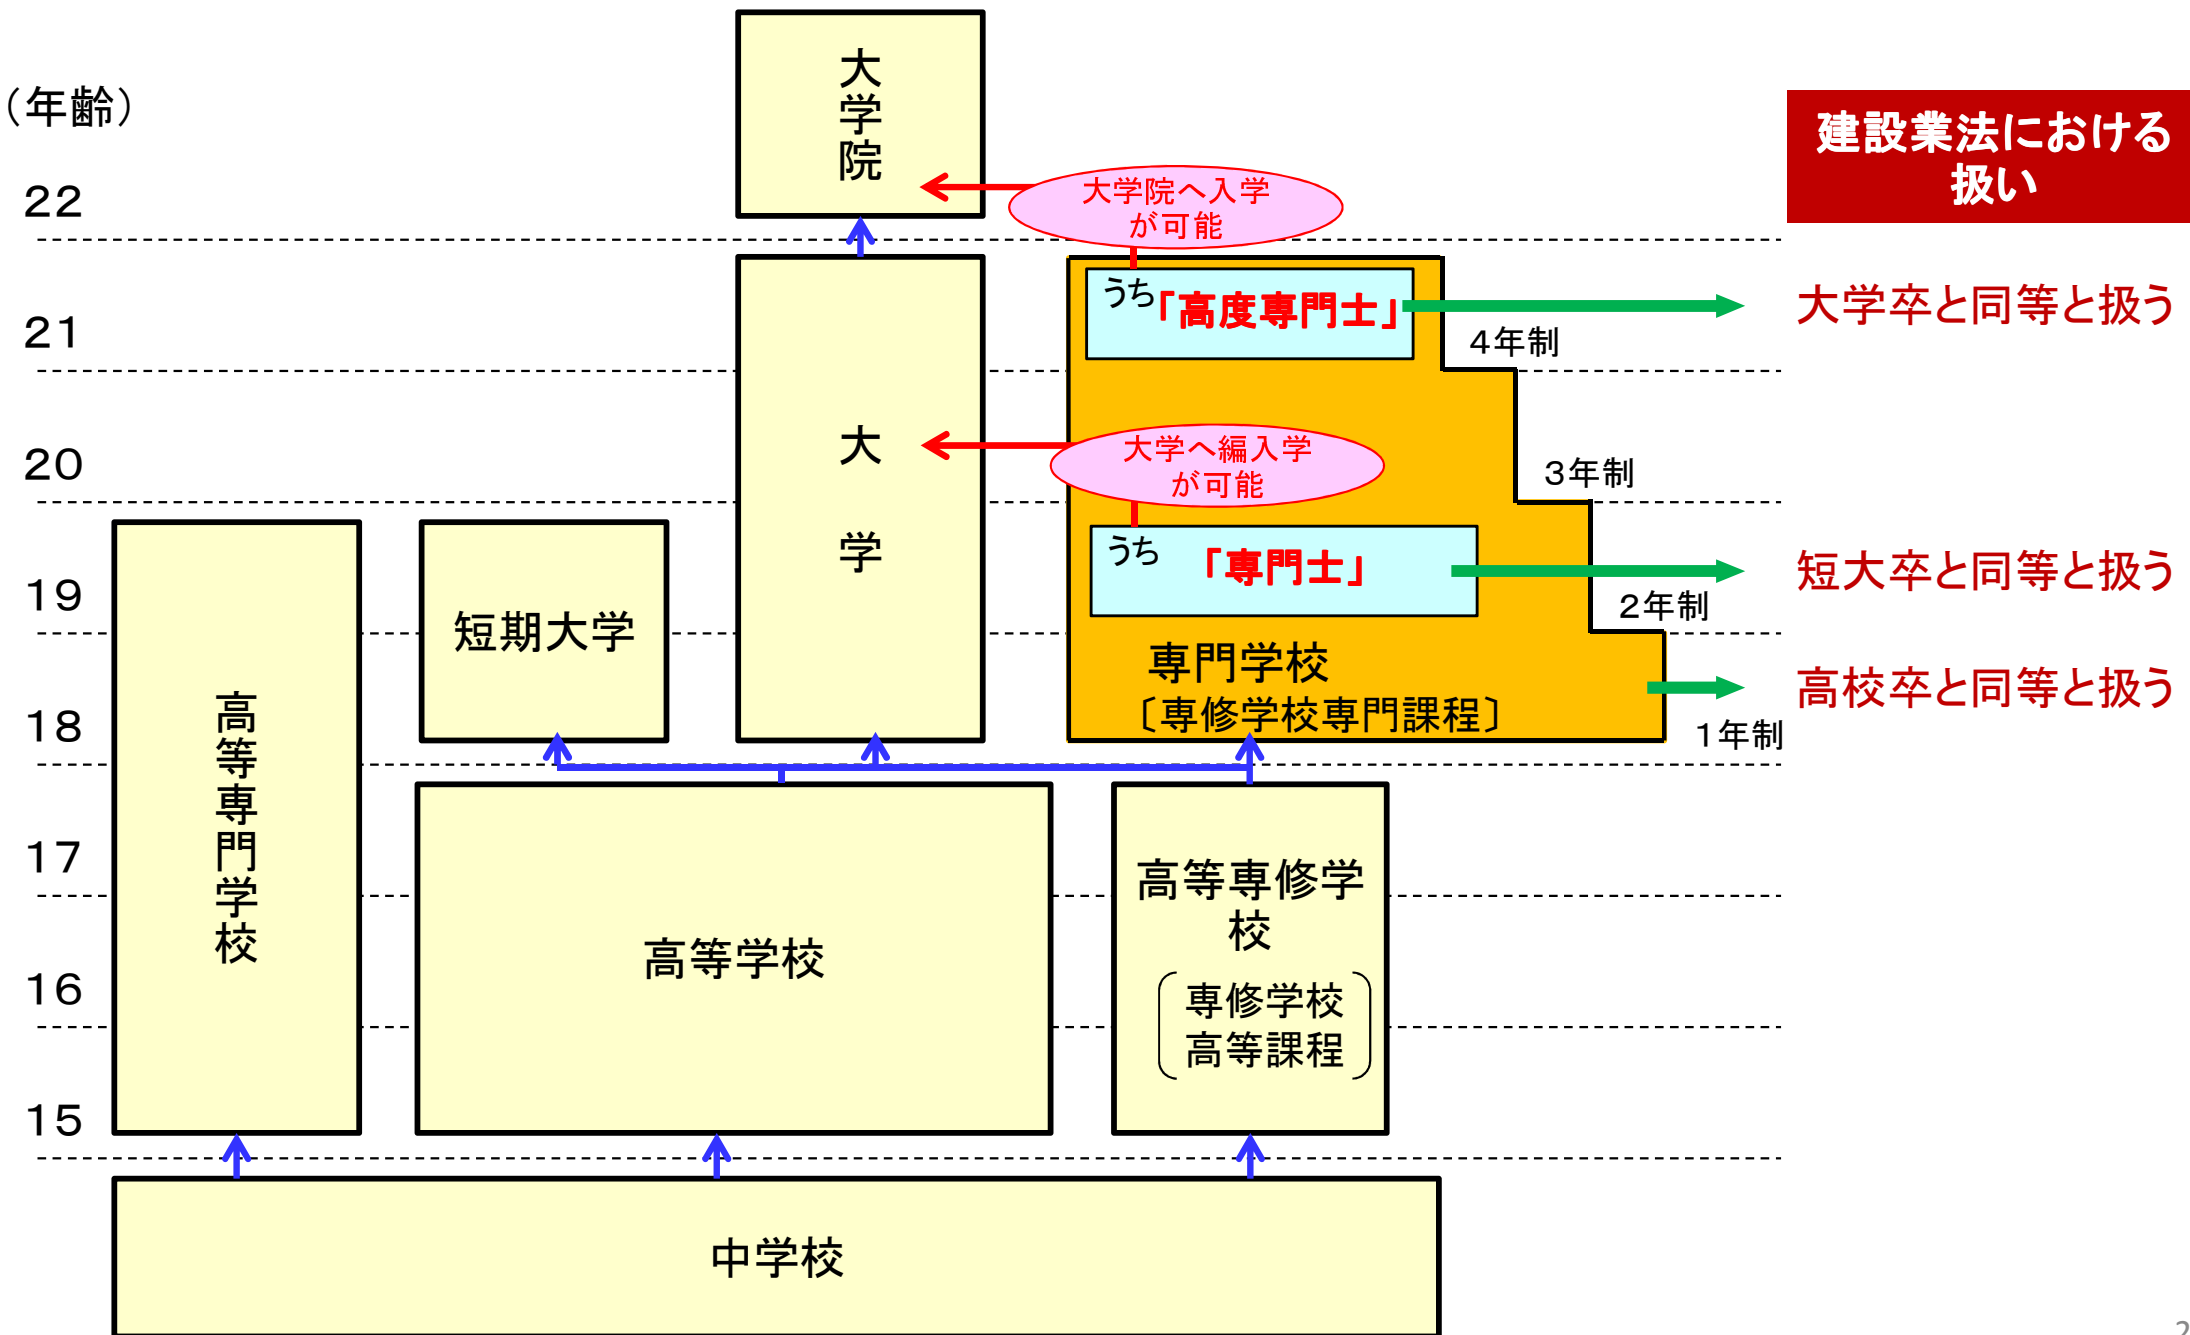 （年齢）
大学院
建設業法における
扱い
22
大学院へ入学
が可能
うち
「高度専門士」
大学卒と同等と扱う
21
4年制
大学
20
大学へ編入学
が可能
3年制
うち
「専門士」
短大卒と同等と扱う
19
2年制
短期大学
専門学校
〔専修学校専門課程〕
高校卒と同等と扱う
18
1年制
高等専門学校
17
高等専修学
校
高等学校
16
専修学校
高等課程
15
中学校
2